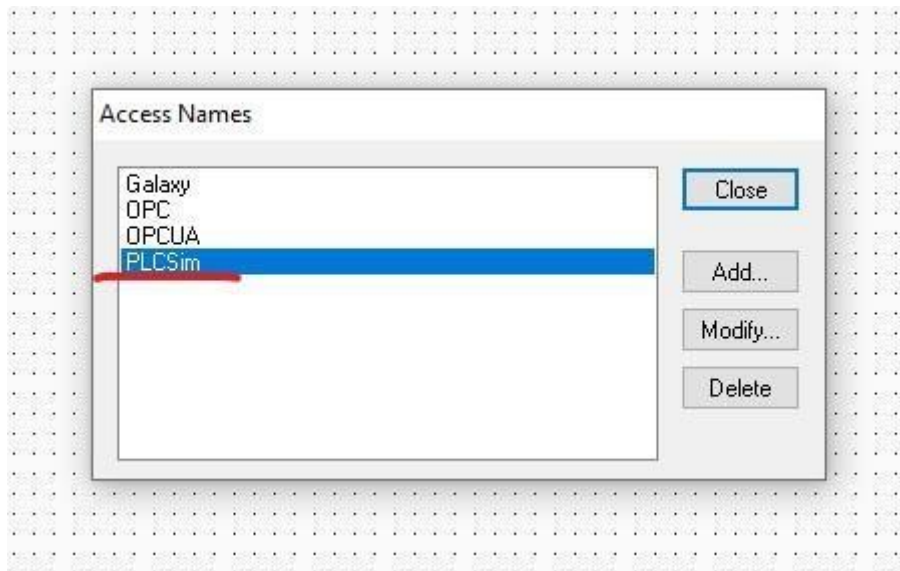 Access Names
Galaxy
OPC
OPCUA
PLCSim
Close
Add...
Modify...
Delete